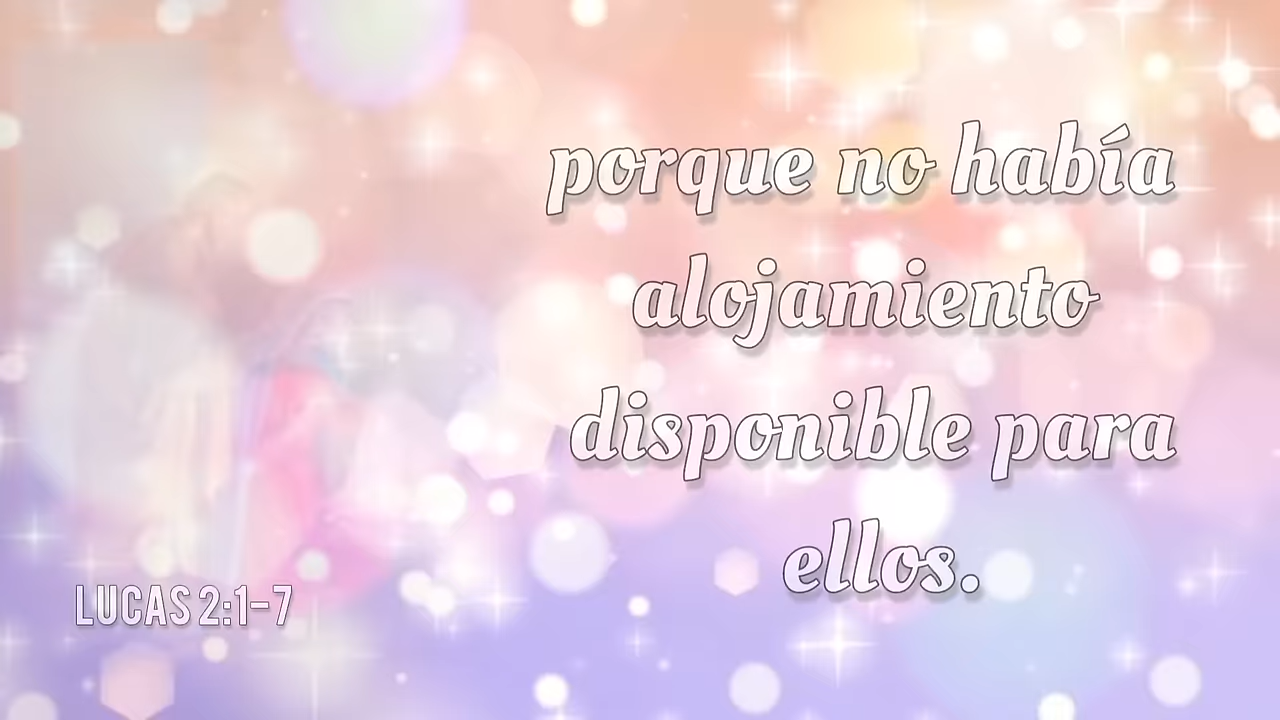 porque no había
alojamiento
disponible para
ellos.
LUCAS 2:1-7